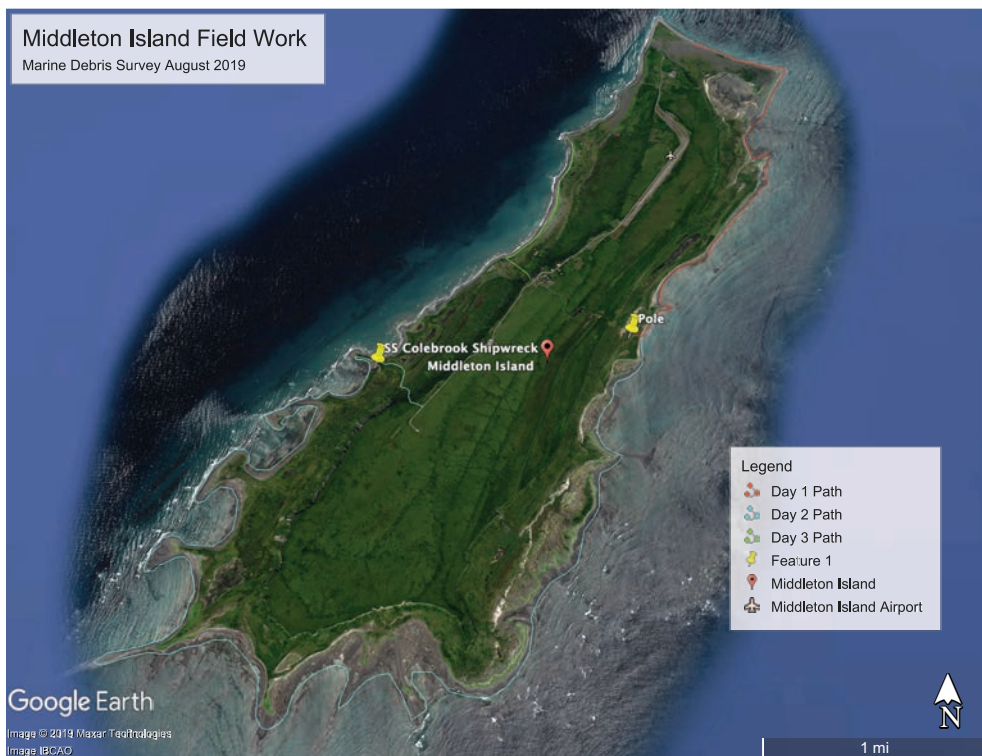 Middleton Island Field Work
Marine Debris Survey August 2019
Pole
SS Colebrook Shipwreck
Middleton Island
Legend
Day 1 Path
Day 2 Path
Day 3 Path
Feature 1
Middleton Island
Middleton Island Airport
Google Earth
N
Image © 2019 Maxar Technologies
Image IBCAO
1 mi